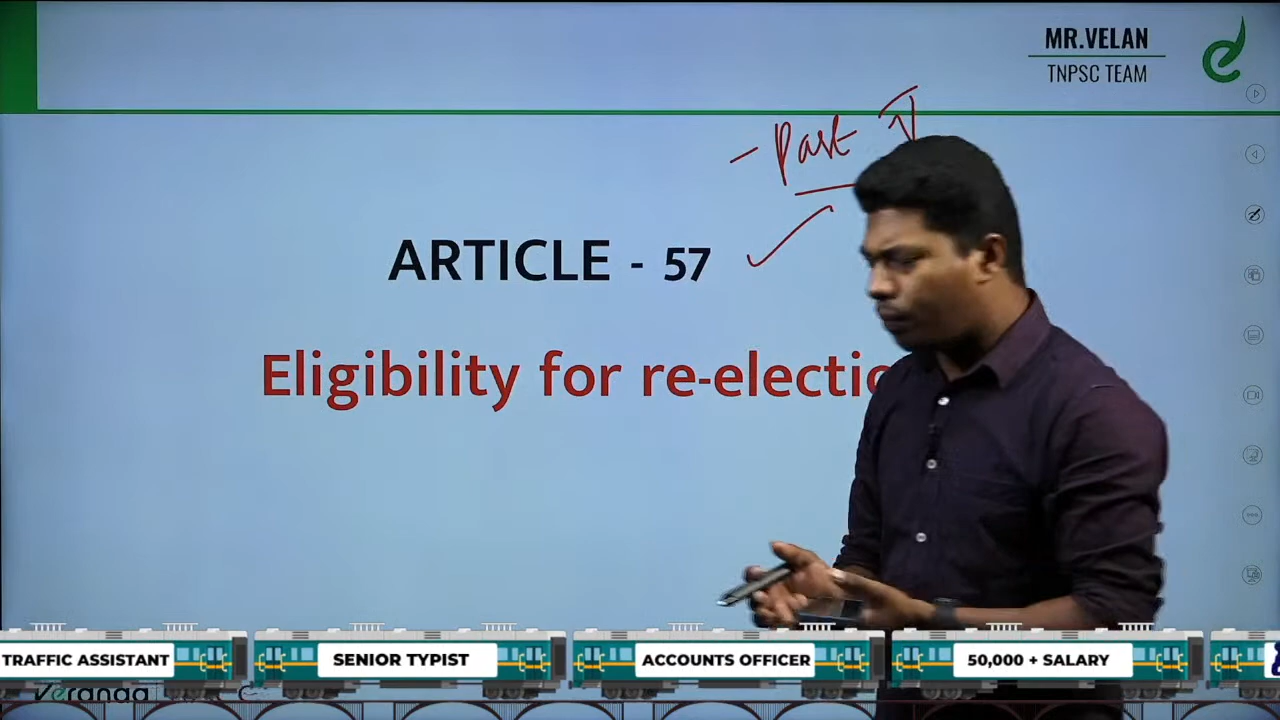 MR.VELAN
TNPSC TEAM
- Part V
ARTICLE - 57
Eligibility for re-electio
TRAFFIC ASSISTANT
SENIOR TYPIST
ACCOUNTS OFFICER
50,000 + SALARY
veranda